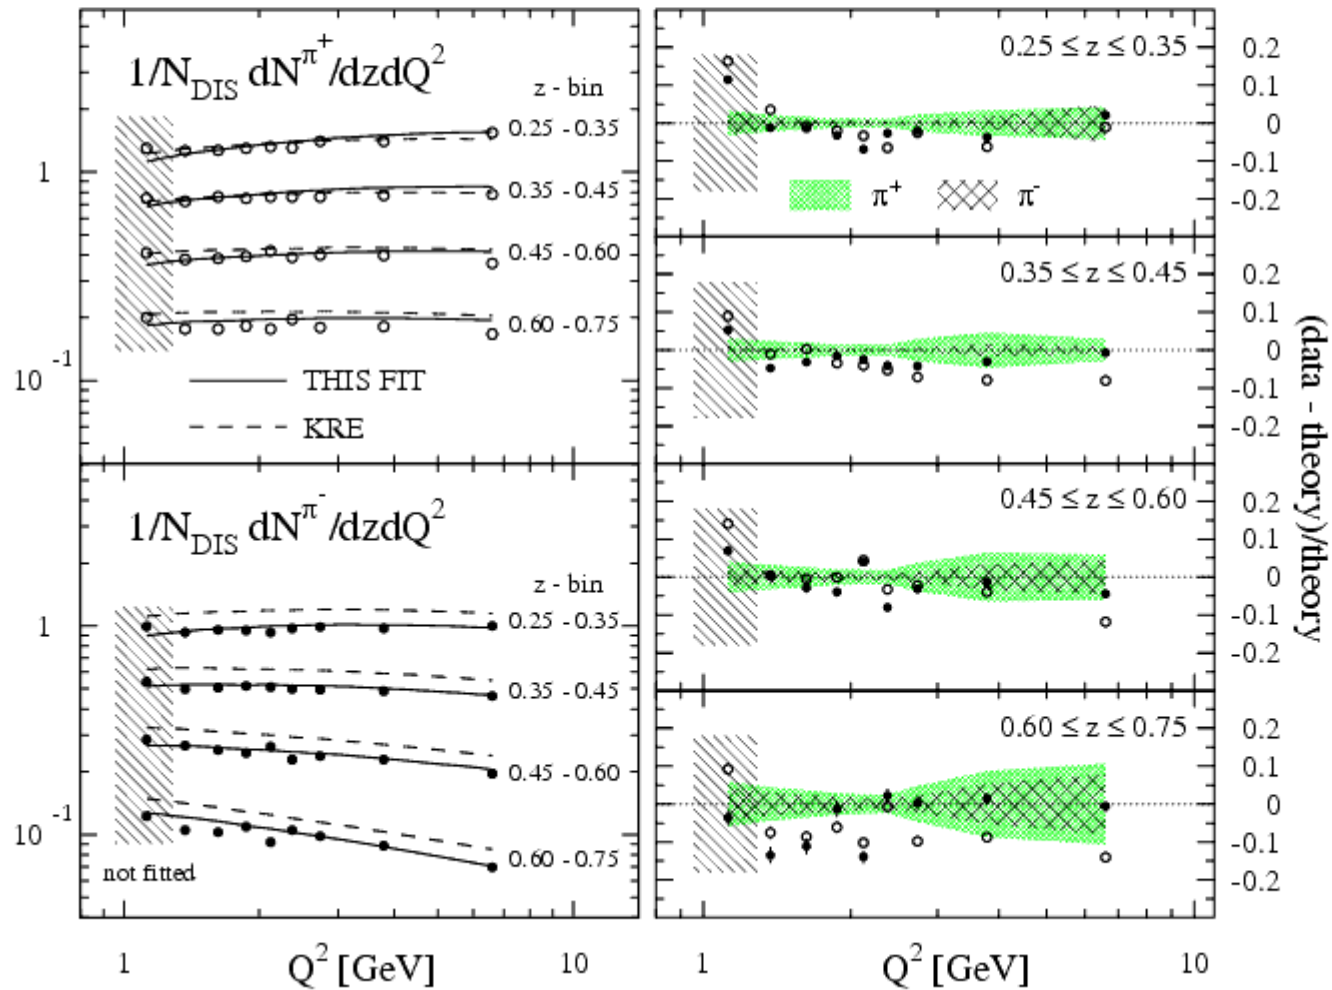 1/N_DIS dN^π+/dzdQ^2
z - bin
0.25 - 0.35
0.35 - 0.45
0.45 - 0.60
0.60 - 0.75
1
10^-1
THIS FIT
KRE
1/N_DIS dN^π-/dzdQ^2
z - bin
0.25 - 0.35
0.35 - 0.45
0.45 - 0.60
0.60 - 0.75
1
10^-1
not fitted
1
Q^2 [GeV]
10
0.25 ≤ z ≤ 0.35
π^+
π^-
0.2
0.1
0
-0.1
-0.2
0.35 ≤ z ≤ 0.45
0.2
0.1
0
-0.1
-0.2
0.45 ≤ z ≤ 0.60
0.2
0.1
0
-0.1
-0.2
0.60 ≤ z ≤ 0.75
0.2
0.1
0
-0.1
-0.2
(data - theory)/theory
1
Q^2 [GeV]
10